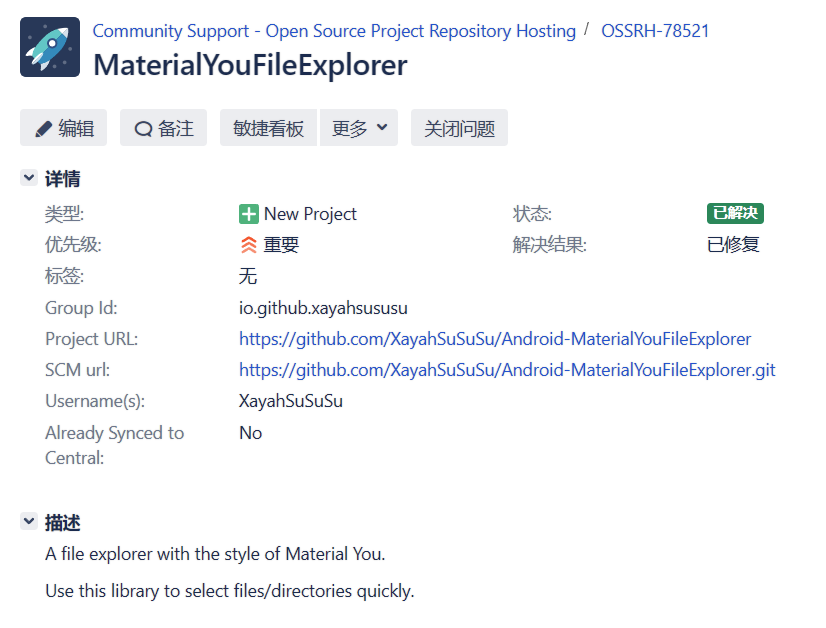 Community Support - Open Source Project Repository Hosting / OSSRH-78521
MaterialYouFileExplorer
编辑 备注 敏捷看板 更多 关闭问题
详情
类型: New Project 状态: 已解决
优先级: 重要 解决结果: 已修复
标签: 无
Group Id: io.github.xayahsususu
Project URL: https://github.com/XayahSuSuSu/Android-MaterialYouFileExplorer
SCM url: https://github.com/XayahSuSuSu/Android-MaterialYouFileExplorer.git
Username(s): XayahSuSuSu
Already Synced to No
Central:
描述
A file explorer with the style of Material You.
Use this library to select files/directories quickly.